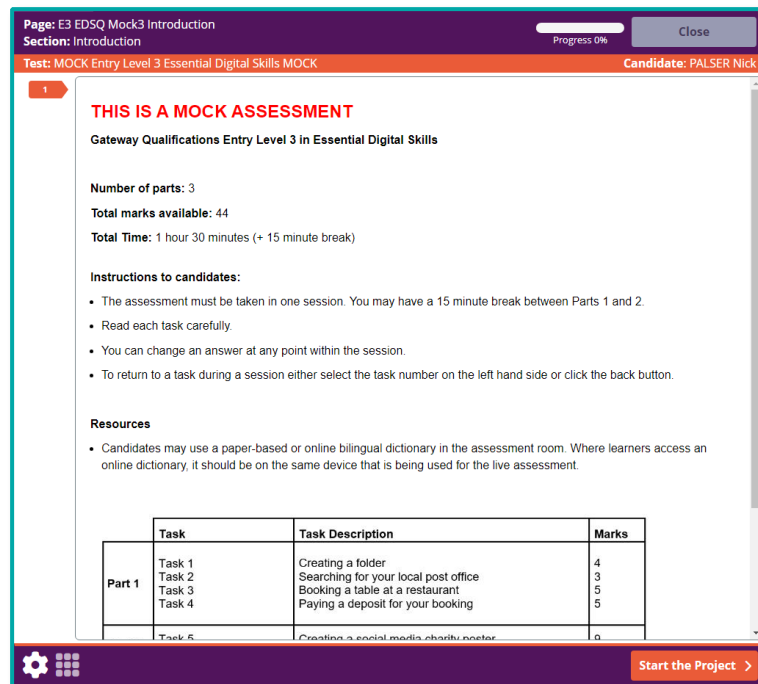 Page: E3 EDSQ Mock3 Introduction
Section: Introduction
Progress 0%
Close
Test: MOCK Entry Level 3 Essential Digital Skills MOCK
Candidate: PALSER Nick
1
THIS IS A MOCK ASSESSMENT
Gateway Qualifications Entry Level 3 in Essential Digital Skills
Number of parts: 3
Total marks available: 44
Total Time: 1 hour 30 minutes (+ 15 minute break)
Instructions to candidates:
• The assessment must be taken in one session. You may have a 15 minute break between Parts 1 and 2.
• Read each task carefully.
• You can change an answer at any point within the session.
• To return to a task during a session either select the task number on the left hand side or click the back button.
Resources
• Candidates may use a paper-based or online bilingual dictionary in the assessment room. Where learners access an
online dictionary, it should be on the same device that is being used for the live assessment.
Task Task Description Marks
Part 1
Task 1 Creating a folder 4
Task 2 Searching for your local post office 3
Task 3 Booking a table at a restaurant 5
Task 4 Paying a deposit for your booking 5
Task 5 Creating a social media charity poster 9
Start the Project >